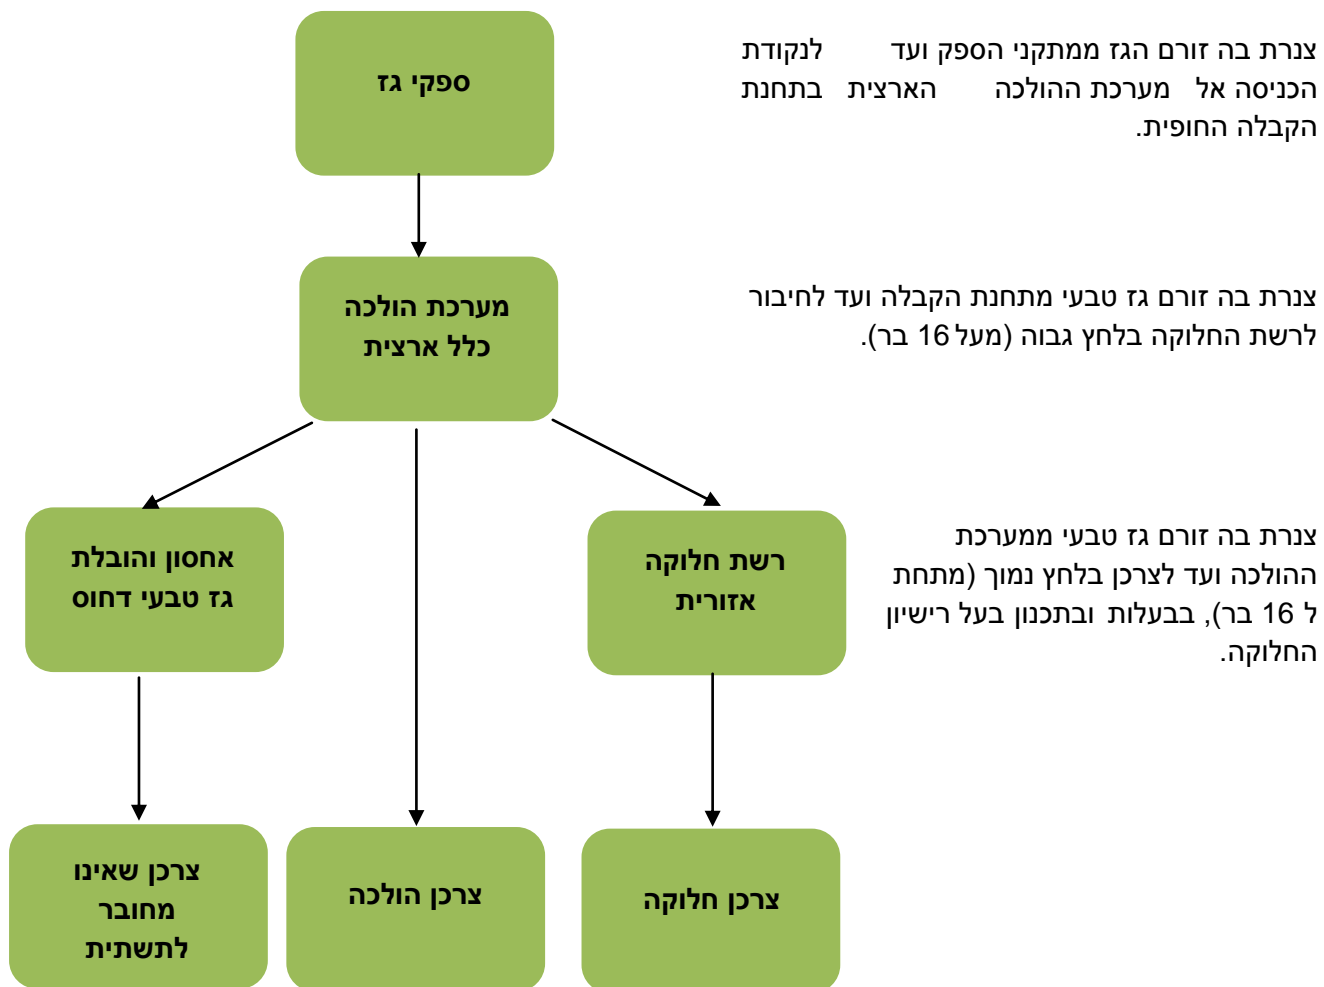 ספקי גז
צנרת בה זורם הגז ממתקני הספק ועד לנקודת
הכניסה אל מערכת ההולכה הארצית בתחנת
הקבלה החופית.
מערכת הולכה
כלל ארצית
צנרת בה זורם גז טבעי מתחנת הקבלה ועד לחיבור
לרשת החלוקה בלחץ גבוה (מעל 16 בר).
רשת חלוקה
אזורית
אחסון והובלת
גז טבעי דחוס
צנרת בה זורם גז טבעי ממערכת
ההולכה ועד לצרכן בלחץ נמוך (מתחת
ל 16 בר), בבעלות ובתכנון בעל רישיון
החלוקה.
צרכן חלוקה
צרכן הולכה
צרכן שאינו
מחובר
לתשתית